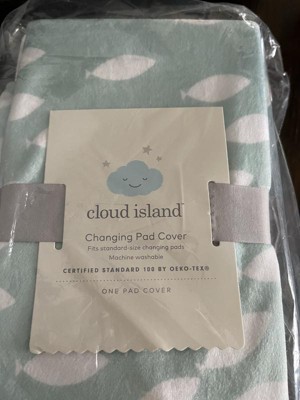 cloud island™
Changing Pad Cover
Fits standard-size changing pads
Machine washable
CERTIFIED STANDARD 100 BY OEKO-TEX®
ONE PAD COVER